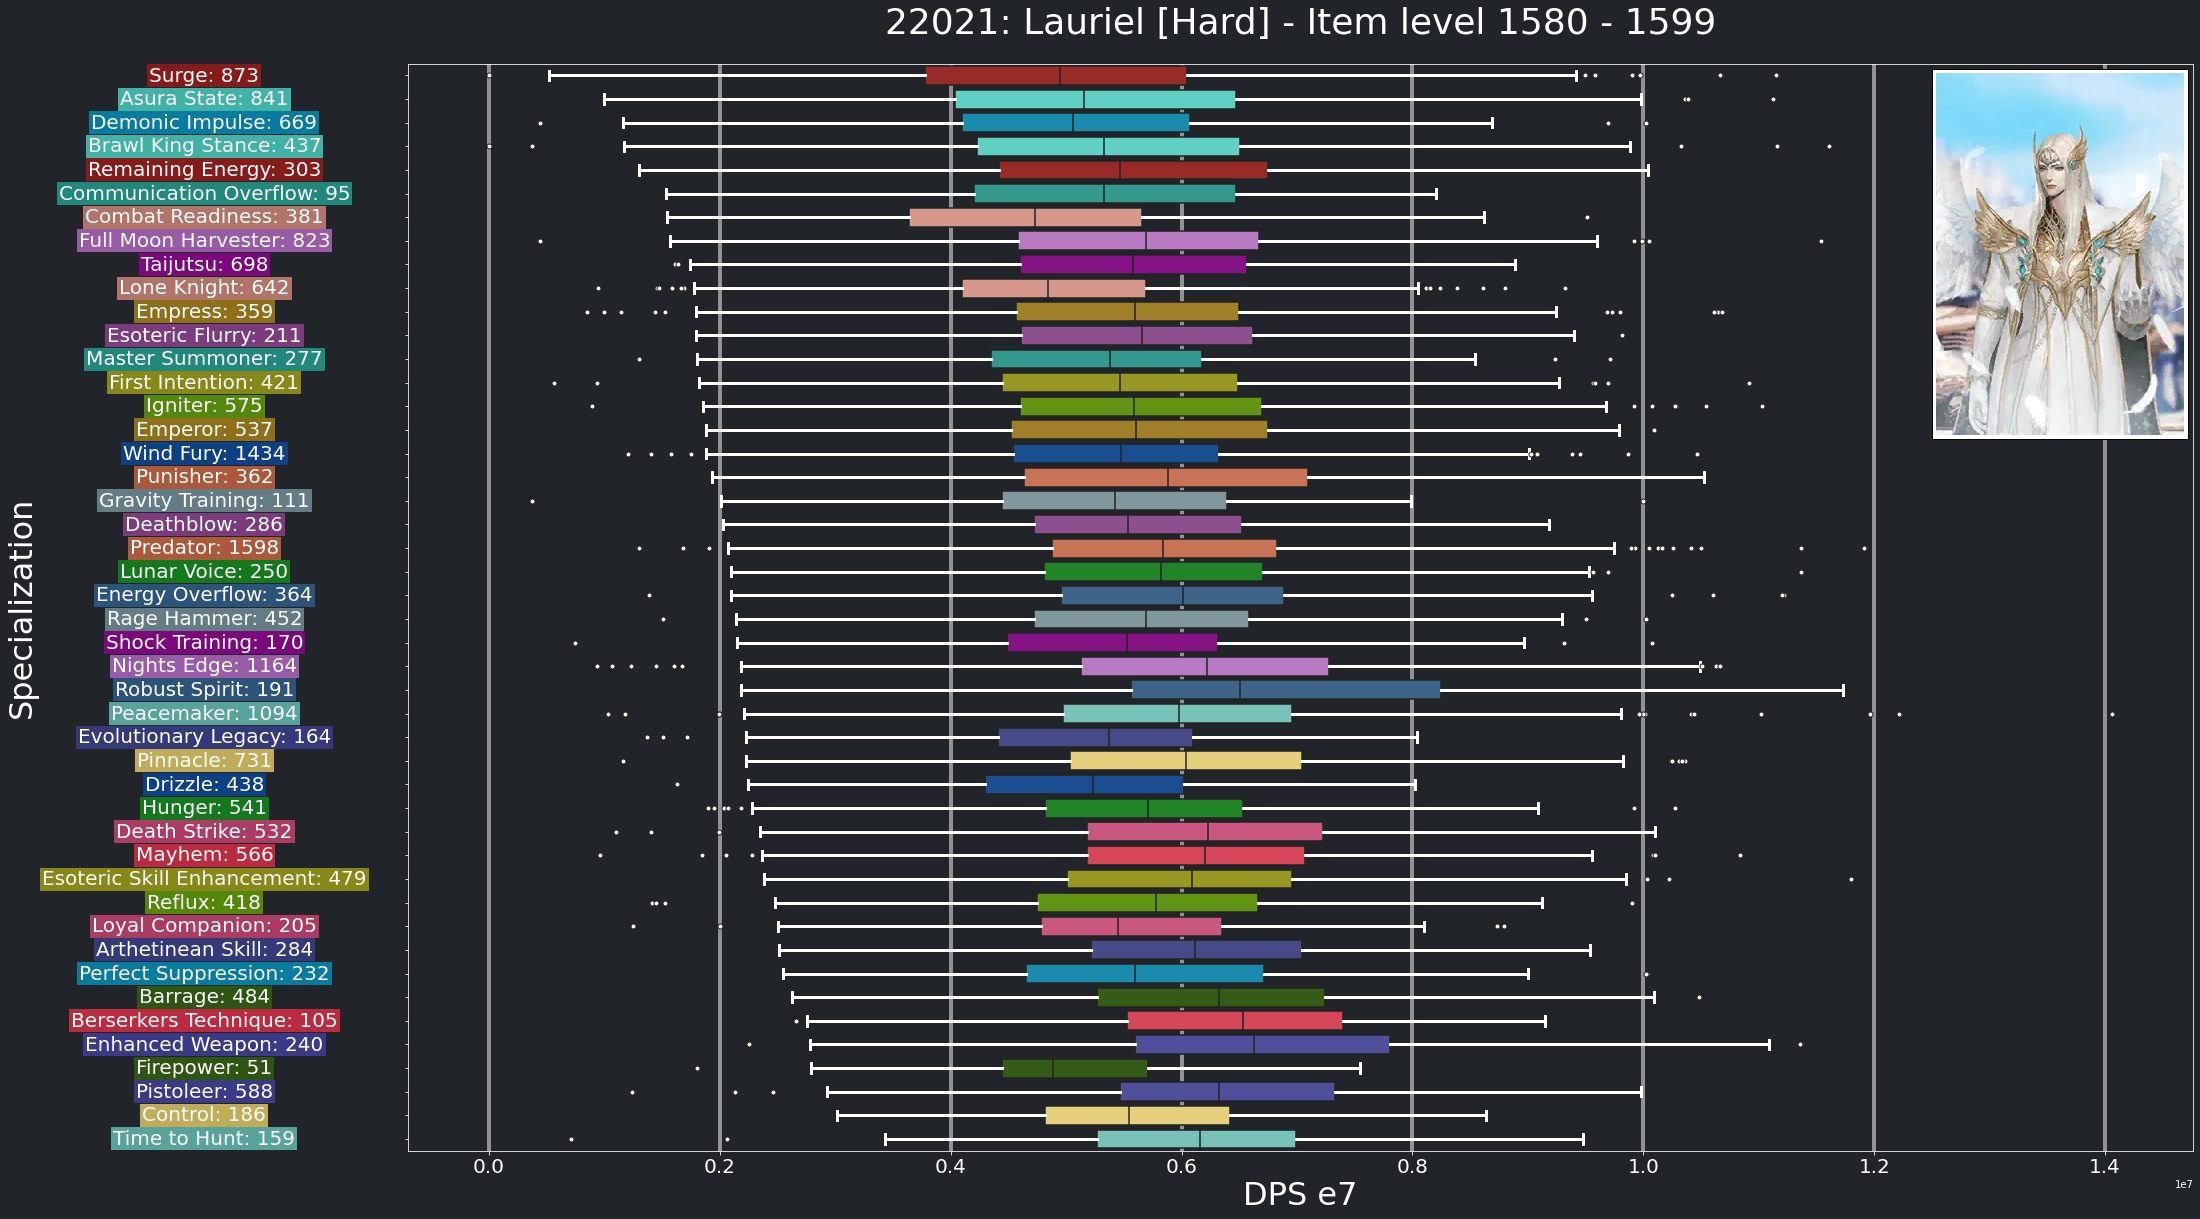 22021: Lauriel [Hard] - Item level 1580 - 1599
Specialization
Surge: 873
Asura State: 841
Demonic Impulse: 669
Brawl King Stance: 437
Remaining Energy: 303
Communication Overflow: 95
Combat Readiness: 381
Full Moon Harvester: 823
Taijutsu: 698
Lone Knight: 642
Empress: 359
Esoteric Flurry: 211
Master Summoner: 277
First Intention: 421
Igniter: 575
Emperor: 537
Wind Fury: 1434
Punisher: 362
Gravity Training: 111
Deathblow: 286
Predator: 1598
Lunar Voice: 250
Energy Overflow: 364
Rage Hammer: 452
Shock Training: 170
Nights Edge: 1164
Robust Spirit: 191
Peacemaker: 1094
Evolutionary Legacy: 164
Pinnacle: 731
Drizzle: 438
Hunger: 541
Death Strike: 532
Mayhem: 566
Esoteric Skill Enhancement: 479
Reflux: 418
Loyal Companion: 205
Arthetinean Skill: 284
Perfect Suppression: 232
Barrage: 484
Berserkers Technique: 105
Enhanced Weapon: 240
Firepower: 51
Pistoleer: 588
Control: 186
Time to Hunt: 159
0.0 0.2 0.4 0.6 0.8 1.0 1.2 1.4
DPS e7
1e7